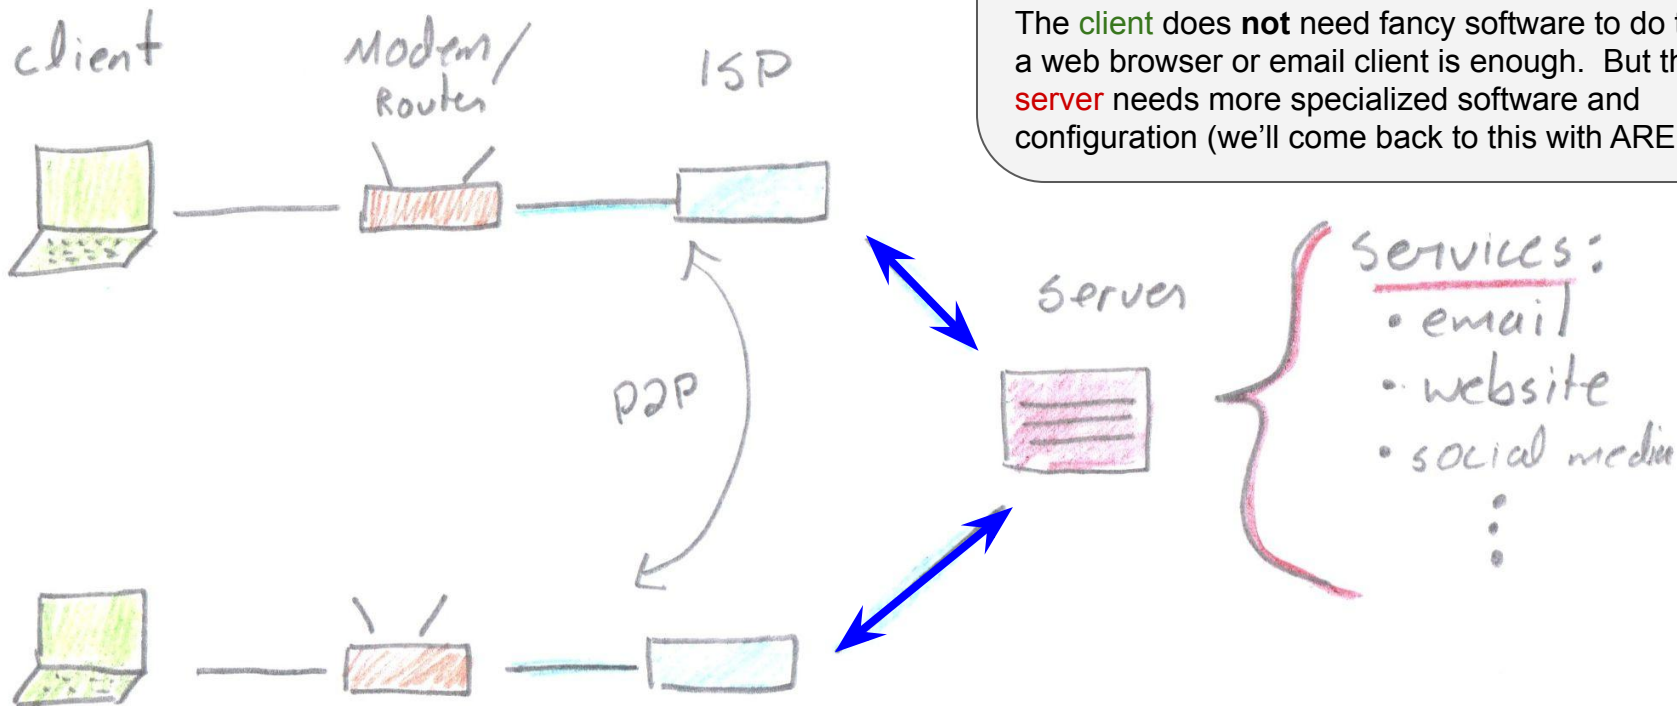 client
Modem/
Router
ISP
The client does not need fancy software to do
a web browser or email client is enough. But
server needs more specialized software and
configuration (we'll come back to this with
P2P
server
services:
• email
• website
• social media